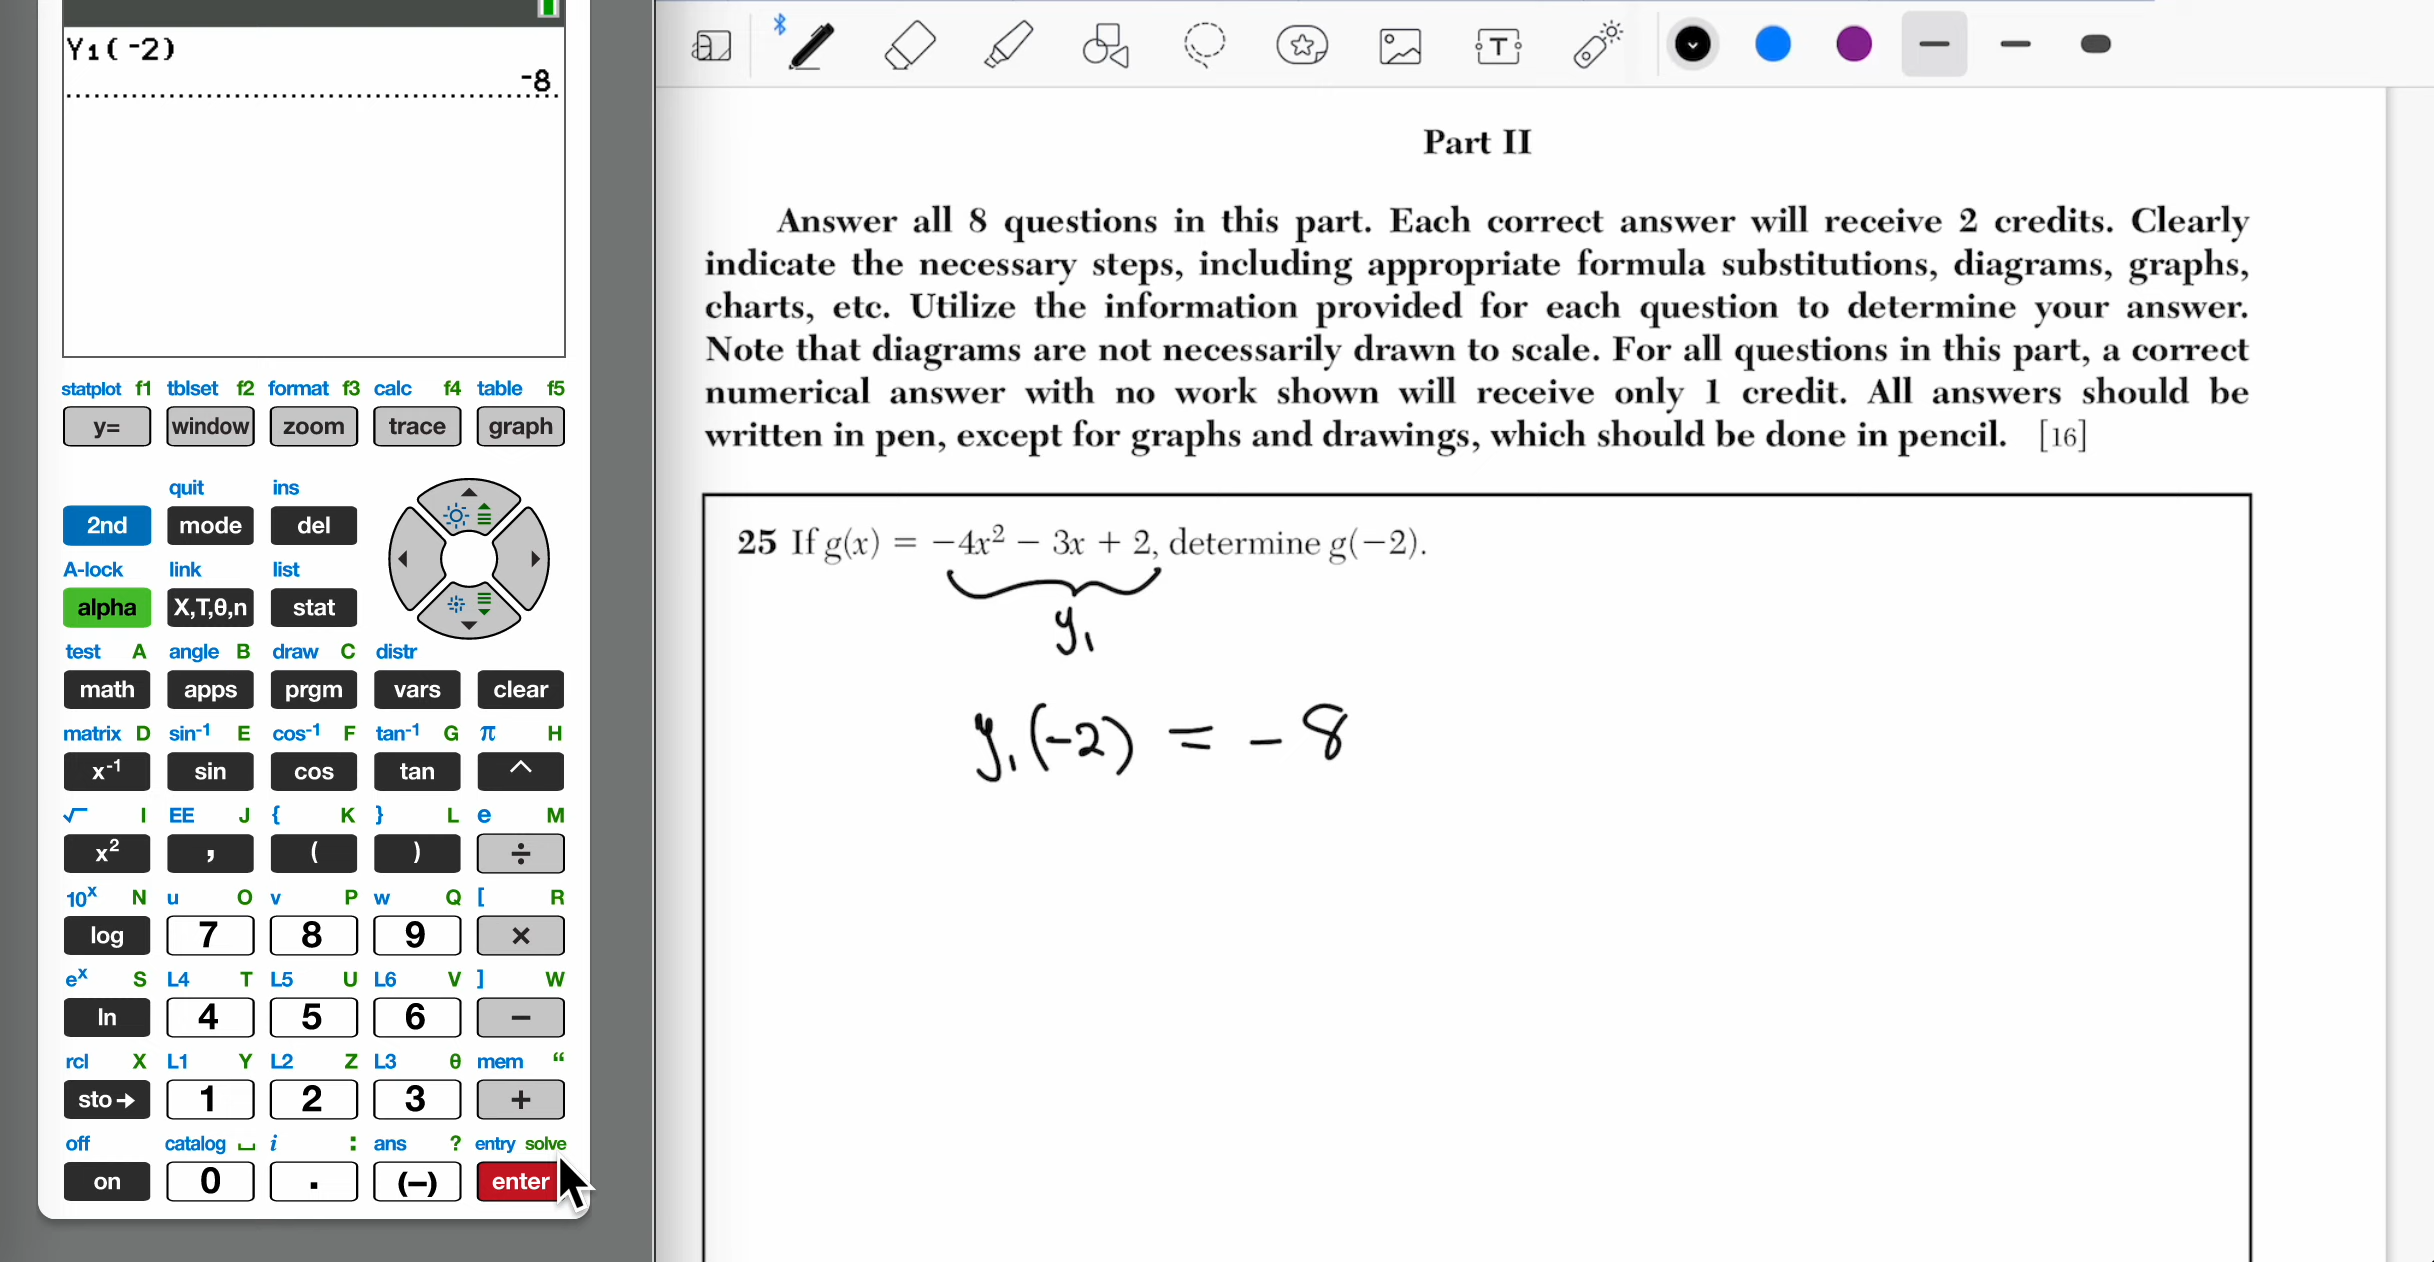 Y₁(-2)
-8
statplot f1 tblset f2 format f3 calc f4 table f5
y= window zoom trace graph
quit ins
2nd mode del
A-lock link list
alpha X,T,θ,n stat
test A angle B draw C distr
math apps prgm vars clear
matrix D sin⁻¹ E cos⁻¹ F tan⁻¹ G π H
x⁻¹ sin cos tan ^
√ I EE J { K } L e M
x² , ( ) ÷
10ˣ N u O v P w Q [ R
log 7 8 9 ×
eˣ S L4 T L5 U L6 V ] W
ln 4 5 6 −
rcl X L1 Y L2 Z L3 θ mem “
sto→ 1 2 3 +
off catalog ⎵ i : ans ? entry solve
on 0 . (−) enter
a
T
Part II
Answer all 8 questions in this part. Each correct answer will receive 2 credits. Clearly
indicate the necessary steps, including appropriate formula substitutions, diagrams, graphs,
charts, etc. Utilize the information provided for each question to determine your answer.
Note that diagrams are not necessarily drawn to scale. For all questions in this part, a correct
numerical answer with no work shown will receive only 1 credit. All answers should be
written in pen, except for graphs and drawings, which should be done in pencil. [16]
25 If g(x) = −4x² − 3x + 2, determine g(−2).
y₁
y₁(-2) = -8